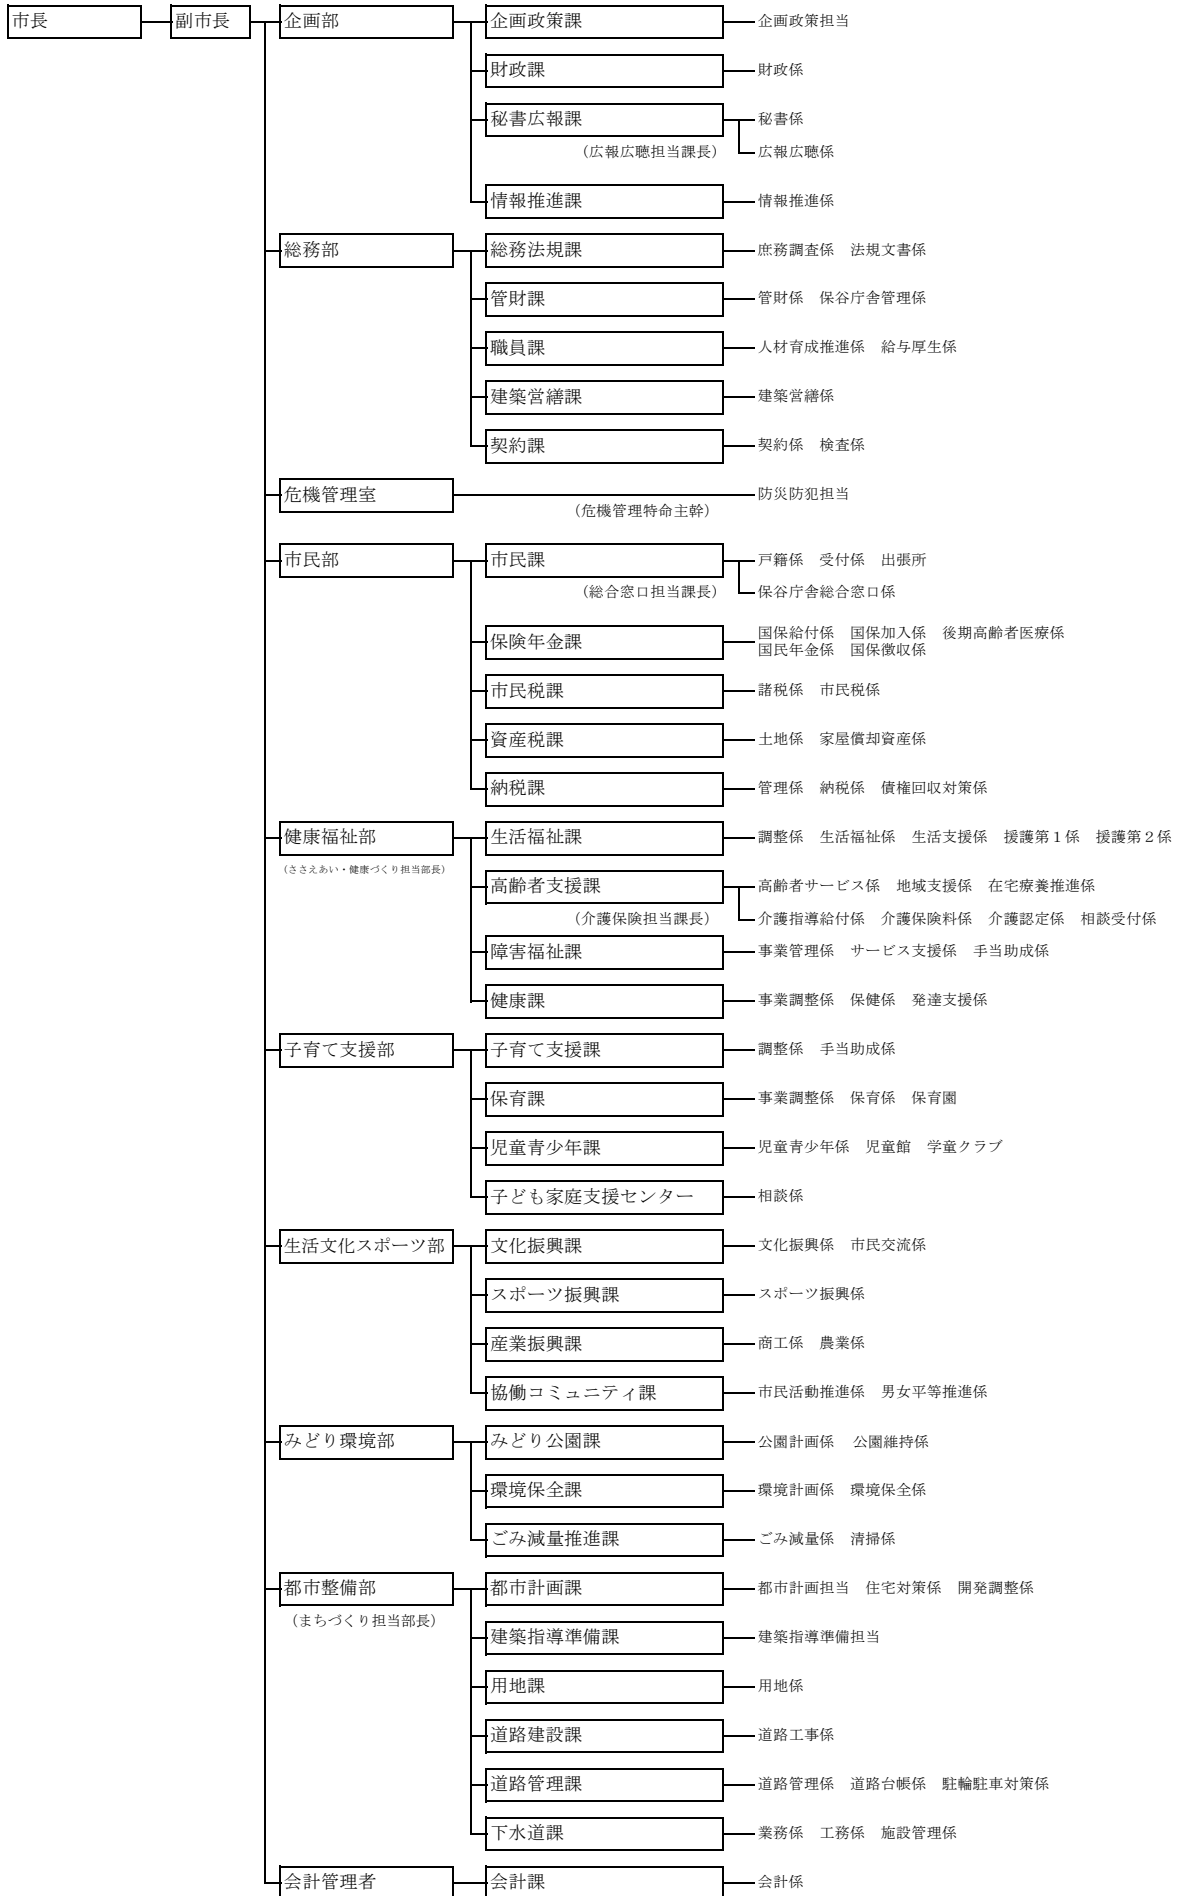 市長 副市長 企画部 企画政策課 企画政策担当
財政課 財政係
秘書広報課 秘書係
（広報広聴担当課長） 広報広聴係
情報推進課 情報推進係
総務部 総務法規課 庶務調査係 法規文書係
管財課 管財係 保谷庁舎管理係
職員課 人材育成推進係 給与厚生係
建築営繕課 建築営繕係
契約課 契約係 検査係
危機管理室 防災防犯担当
（危機管理特命主幹）
市民部 市民課 戸籍係 受付係 出張所
（総合窓口担当課長） 保谷庁舎総合窓口係
保険年金課 国保給付係 国保加入係 後期高齢者医療係
国民年金係 国保徴収係
市民税課 諸税係 市民税係
資産税課 土地係 家屋償却資産係
納税課 管理係 納税係 債権回収対策係
健康福祉部 生活福祉課 調整係 生活福祉係 生活支援係 援護第１係 援護第２係
（ささえあい・健康づくり担当部長）
高齢者支援課 高齢者サービス係 地域支援係 在宅療養推進係
（介護保険担当課長） 介護指導給付係 介護保険料係 介護認定係 相談受付係
障害福祉課 事業管理係 サービス支援係 手当助成係
健康課 事業調整係 保健係 発達支援係
子育て支援部 子育て支援課 調整係 手当助成係
保育課 事業調整係 保育係 保育園
児童青少年課 児童青少年係 児童館 学童クラブ
子ども家庭支援センター 相談係
生活文化スポーツ部 文化振興課 文化振興係 市民交流係
スポーツ振興課 スポーツ振興係
産業振興課 商工係 農業係
協働コミュニティ課 市民活動推進係 男女平等推進係
みどり環境部 みどり公園課 公園計画係 公園維持係
環境保全課 環境計画係 環境保全係
ごみ減量推進課 ごみ減量係 清掃係
都市整備部 都市計画課 都市計画担当 住宅対策係 開発調整係
（まちづくり担当部長）
建築指導準備課 建築指導準備担当
用地課 用地係
道路建設課 道路工事係
道路管理課 道路管理係 道路台帳係 駐輪駐車対策係
下水道課 業務係 工務係 施設管理係
会計管理者 会計課 会計係